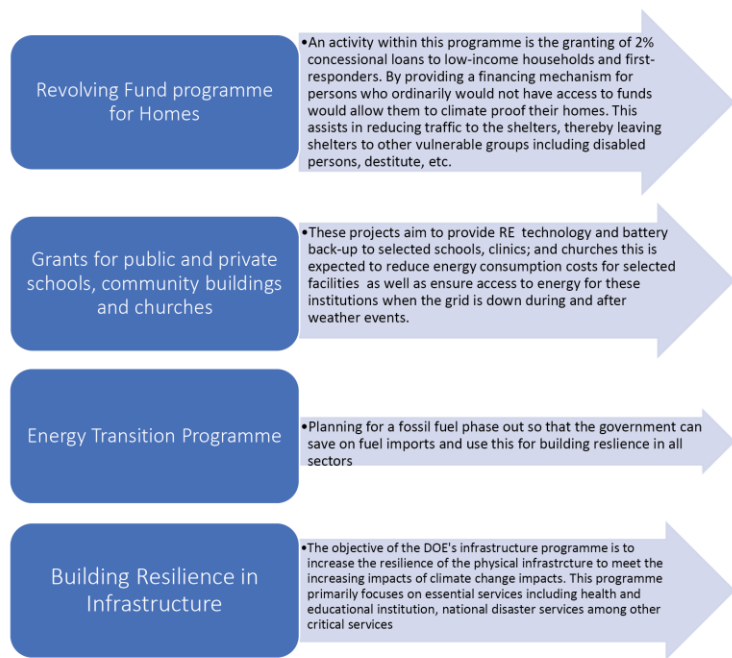 Revolving Fund programme
for Homes
•An activity within this programme is the granting of 2%
concessional loans to low-income households and first-
responders. By providing a financing mechanism for
persons who ordinarily would not have access to funds
would allow them to climate proof their homes. This
assists in reducing traffic to the shelters, thereby leaving
shelters to other vulnerable groups including disabled
persons, destitute, etc.
Grants for public and private
schools, community buildings
and churches
•These projects aim to provide RE technology and battery
back-up to selected schools, clinics; and churches this is
expected to reduce energy consumption costs for selected
facilities as well as ensure access to energy for these
institutions when the grid is down during and after
weather events.
Energy Transition Programme
•Planning for a fossil fuel phase out so that the government can
save on fuel imports and use this for building reslience in all
sectors
Building Resilience in
Infrastructure
•The objective of the DOE's infrastructure programme is to
increase the resilience of the physical infrastrcture to meet the
increasing impacts of climate change impacts. This programme
primarily focuses on essential services including health and
educational institution, national disaster services among other
critical services